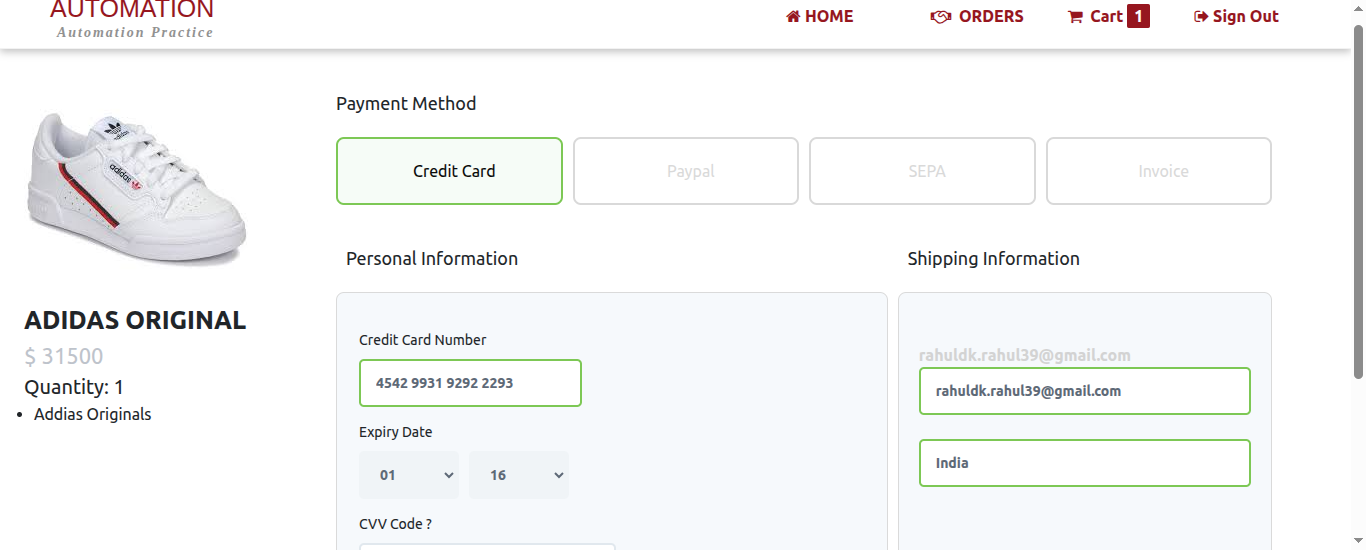 AUTOMATION
Automation Practice
HOME
ORDERS
Cart 1
Sign Out
Payment Method
Credit Card
Paypal
SEPA
Invoice
adidas
ADIDAS ORIGINAL
$ 31500
Quantity: 1
Addias Originals
Personal Information
Credit Card Number
4542 9931 9292 2293
Expiry Date
01
16
CVV Code ?
Shipping Information
rahuldk.rahul39@gmail.com
rahuldk.rahul39@gmail.com
India